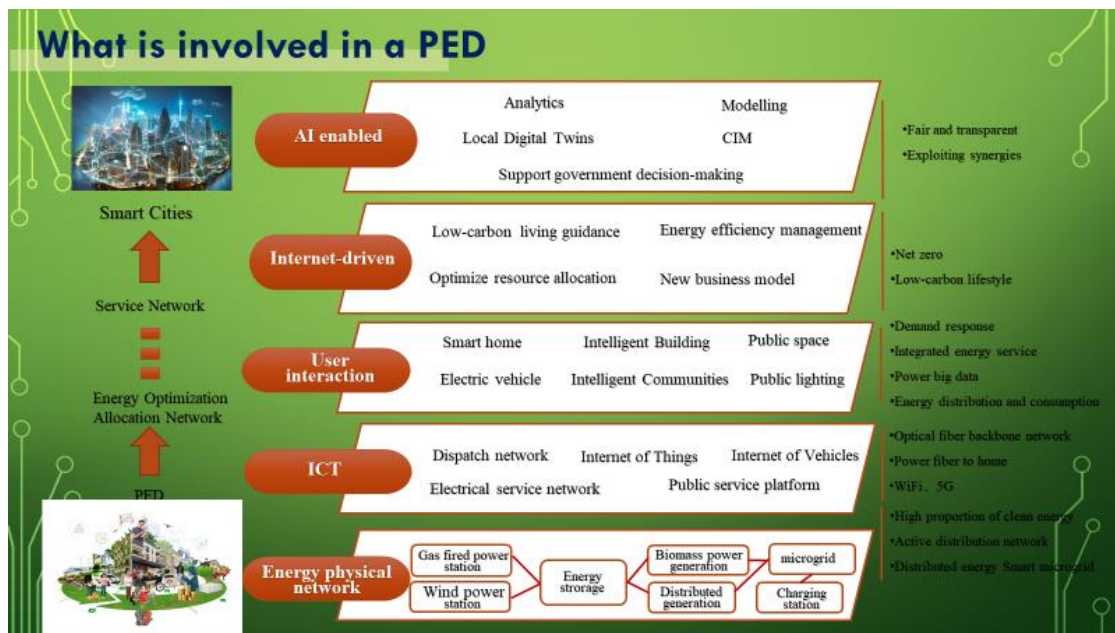 What is involved in a PED
Smart Cities
Service Network
Energy Optimization
Allocation Network
PED
AI enabled
Analytics
Modelling
Local Digital Twins
CIM
Support government decision-making
•Fair and transparent
•Exploiting synergies
Internet-driven
Low-carbon living guidance
Energy efficiency management
Optimize resource allocation
New business model
•Net zero
•Low-carbon lifestyle
User
interaction
Smart home
Intelligent Building
Public space
Electric vehicle
Intelligent Communities
Public lighting
•Demand response
•Integrated energy service
•Power big data
•Energy distribution and consumption
ICT
Dispatch network
Internet of Things
Internet of Vehicles
Electrical service network
Public service platform
•Optical fiber backbone network
•Power fiber to home
•WiFi、5G
Energy physical
network
Gas fired power
station
Wind power
station
Energy
strorage
Biomass power
generation
Distributed
generation
microgrid
Charging
station
•High proportion of clean energy
•Active distribution network
•Distributed energy Smart microgrid